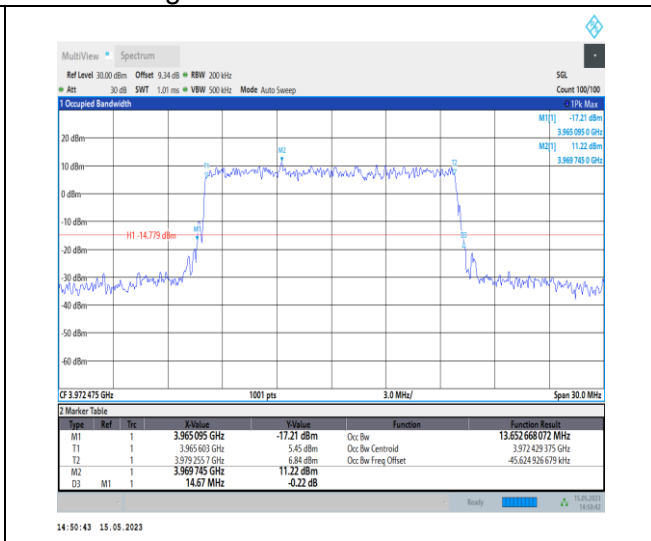 MultiView Spectrum
Ref Level 30.00 dBm Offset 9.34 dB RBW 200 kHz SGL
Att 30 dB SWT 1.01 ms VBW 500 kHz Mode Auto Sweep Count 100/100
1 Occupied Bandwidth 1Pk Max
M1[1] -17.21 dBm
3.965 095 0 GHz
M2[1] 11.22 dBm
3.969 745 0 GHz
20 dBm
M2
T1
T2
10 dBm
0 dBm
-10 dBm
M1
H1 -14.779 dBm
D3
-20 dBm
-30 dBm
-40 dBm
-50 dBm
-60 dBm
CF 3.972 475 GHz 1001 pts 3.0 MHz/ Span 30.0 MHz
2 Marker Table
Type Ref Trc X-Value Y-Value Function Function Result
M1 1 3.965 095 GHz -17.21 dBm Occ Bw 13.652 668 072 MHz
T1 1 3.965 603 GHz 5.45 dBm Occ Bw Centroid 3.972 429 375 GHz
T2 1 3.979 255 7 GHz 6.84 dBm Occ Bw Freq Offset -45.624 926 679 kHz
M2 1 3.969 745 GHz 11.22 dBm
D3 M1 1 14.67 MHz -0.22 dB
Ready 15.05.2023
14:50:42
14:50:43 15.05.2023